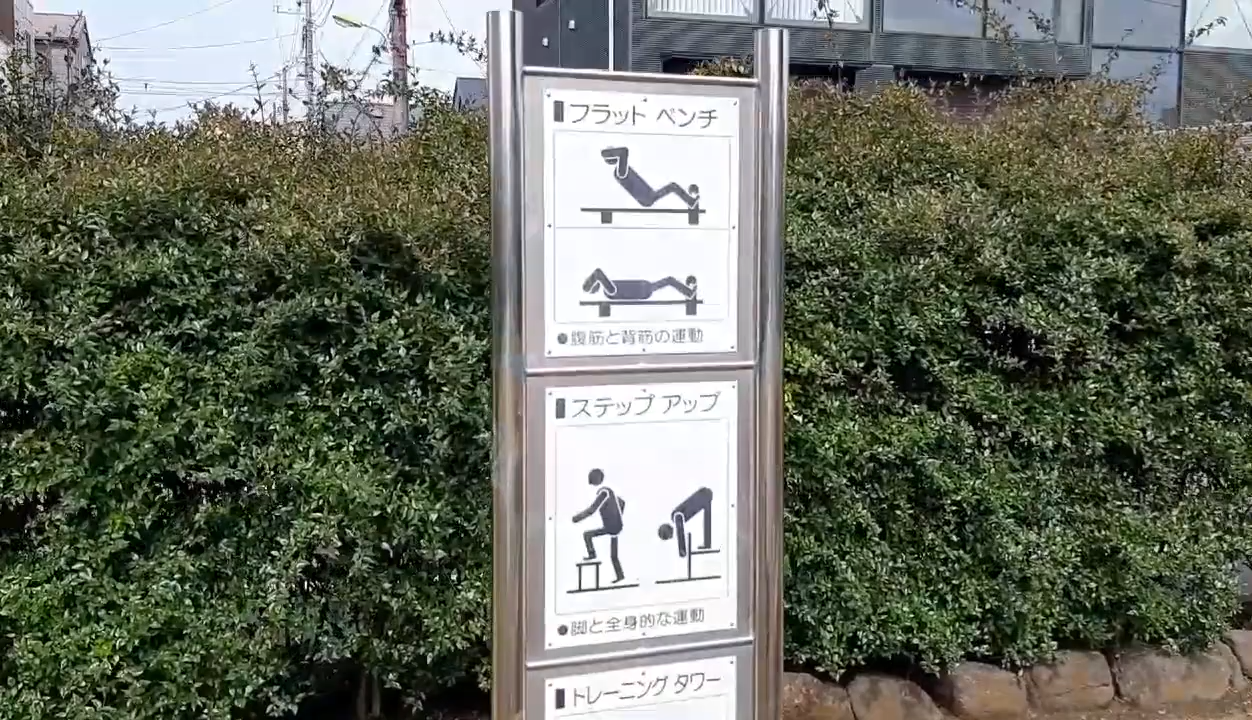 フラット ベンチ
●腹筋と背筋の運動
ステップ アップ
●脚と全身的な運動
トレーニング タワー